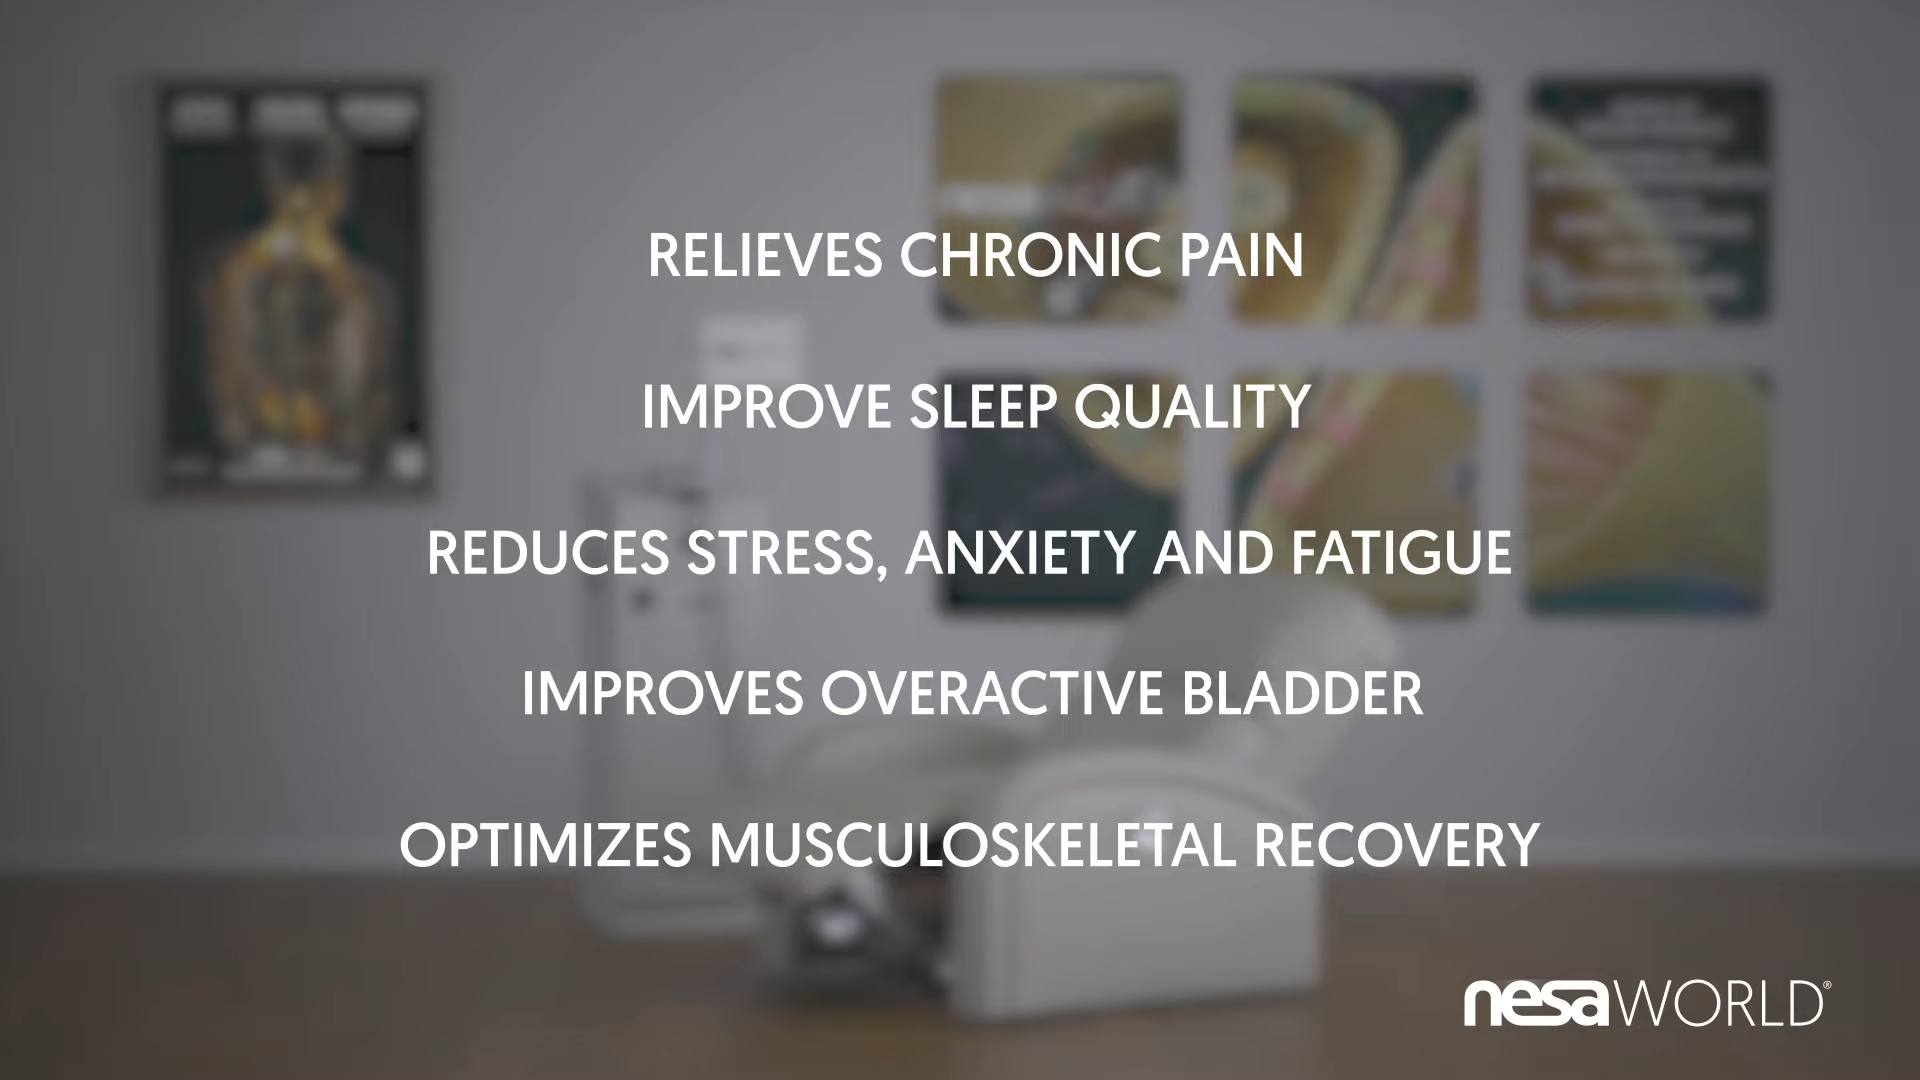 RELIEVES CHRONIC PAIN
IMPROVE SLEEP QUALITY
REDUCES STRESS, ANXIETY AND FATIGUE
IMPROVES OVERACTIVE BLADDER
OPTIMIZES MUSCULOSKELETAL RECOVERY
nesaWORLD®